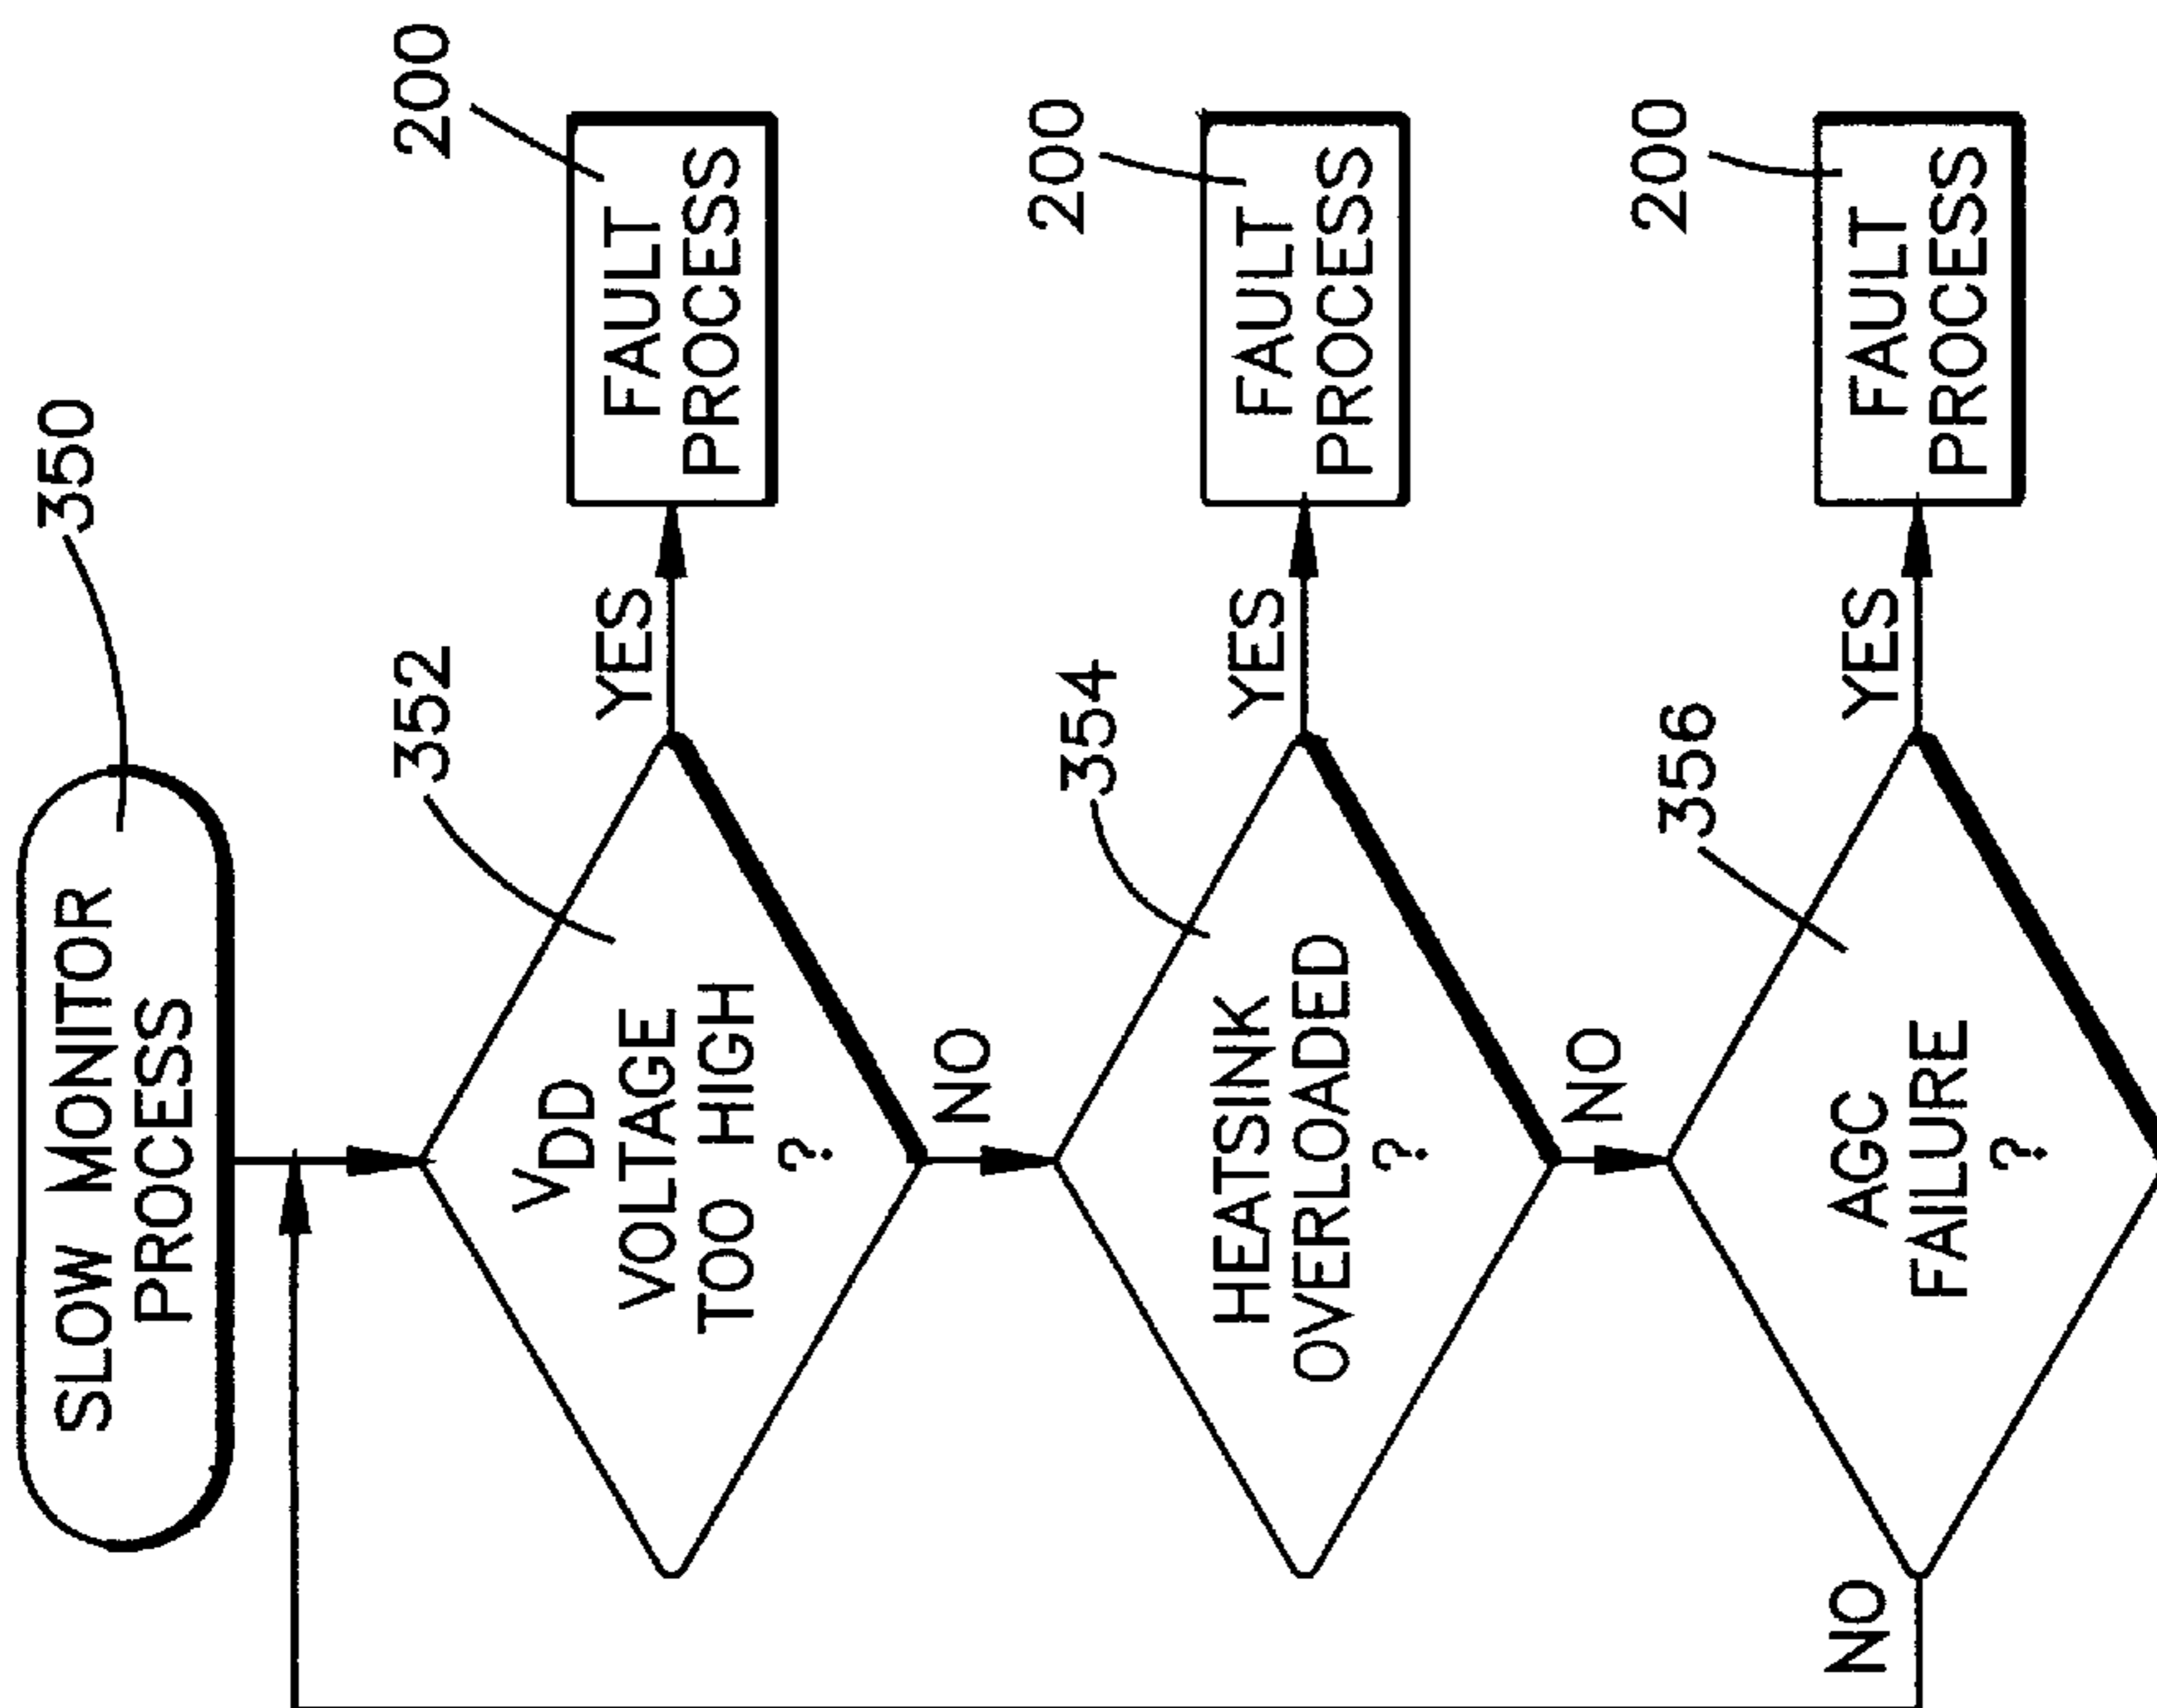 350
SLOW MONITOR
PROCESS
352
VDD
VOLTAGE
TOO HIGH
?
YES
200
FAULT
PROCESS
NO
354
HEATSINK
OVERLOADED
?
YES
200
FAULT
PROCESS
NO
356
AGC
FAILURE
?
YES
200
FAULT
PROCESS
NO